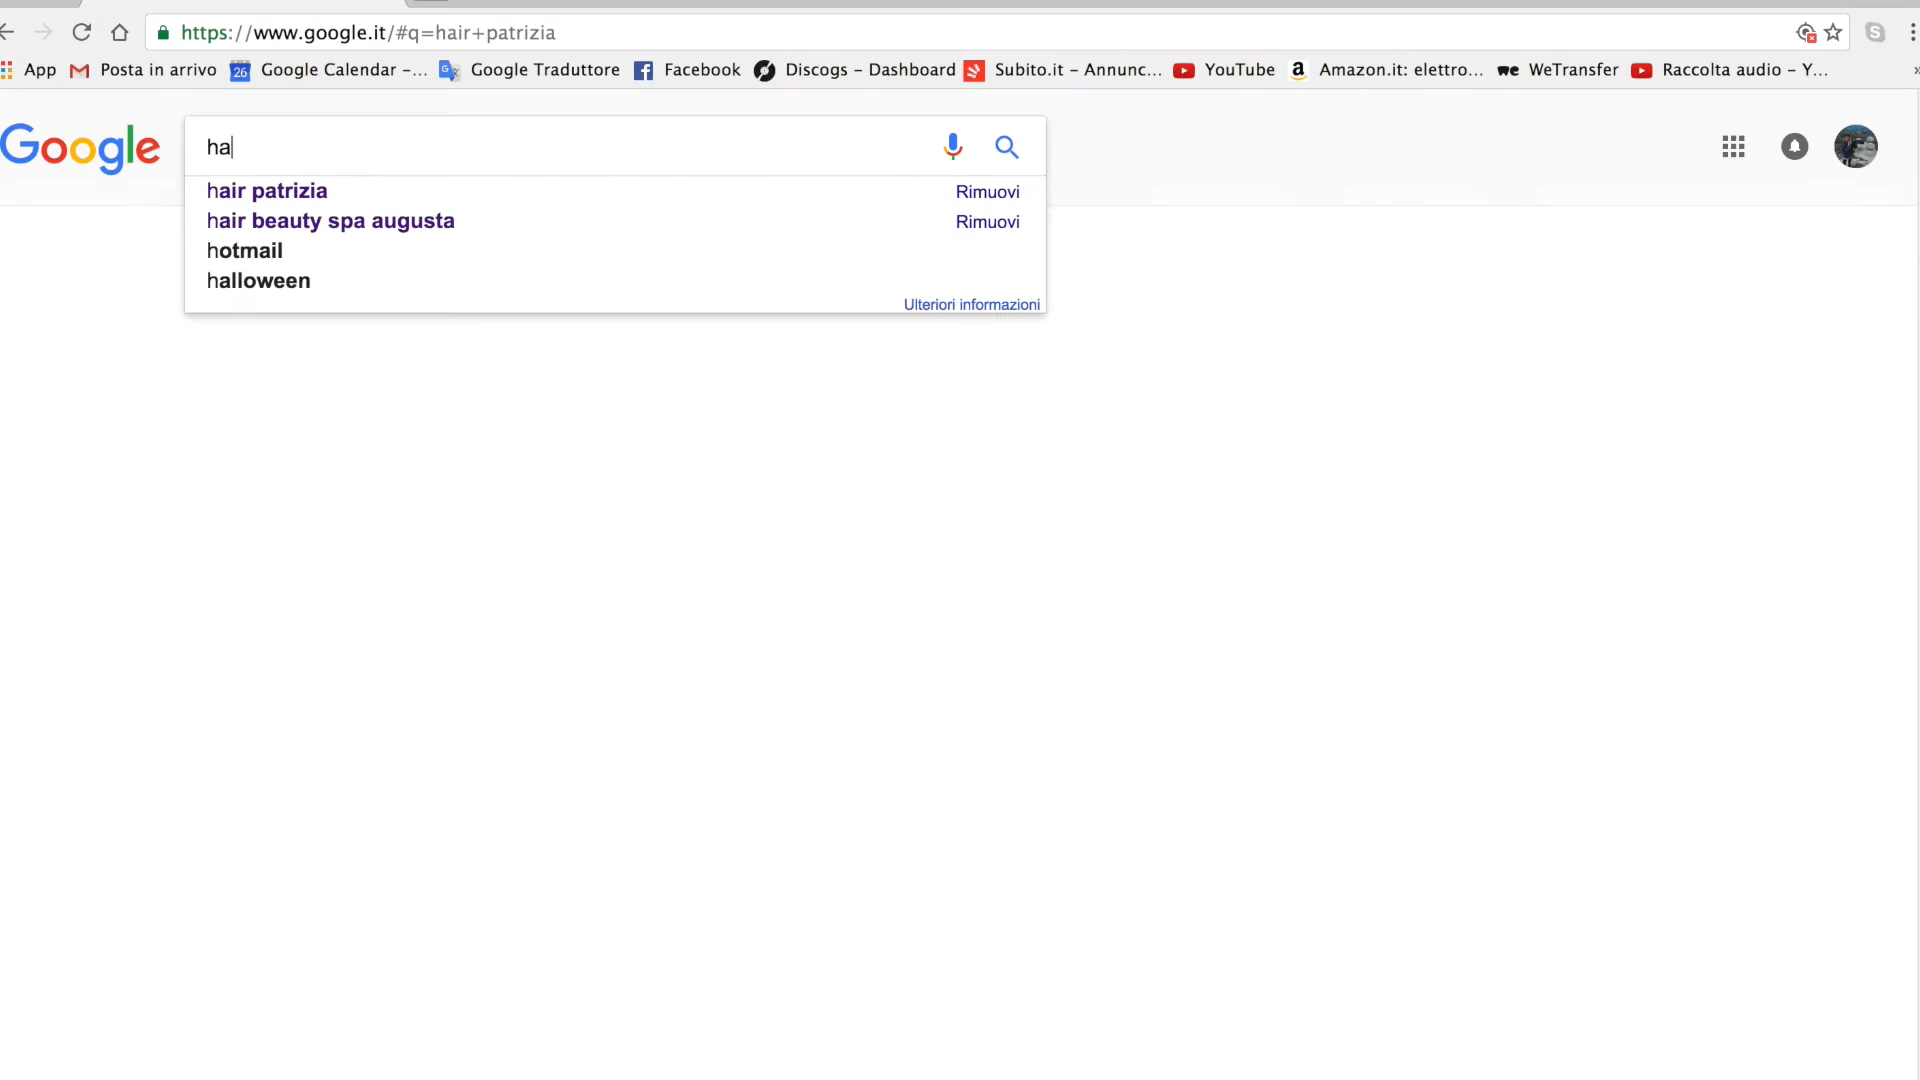 https://www.google.it/#q=hair+patrizia
App Posta in arrivo 26 Google Calendar –... Google Traduttore Facebook Discogs – Dashboard Subito.it – Annunc... YouTube Amazon.it: elettro... WeTransfer Raccolta audio – Y... »
Google ha
hair patrizia Rimuovi
hair beauty spa augusta Rimuovi
hotmail
halloween
Ulteriori informazioni